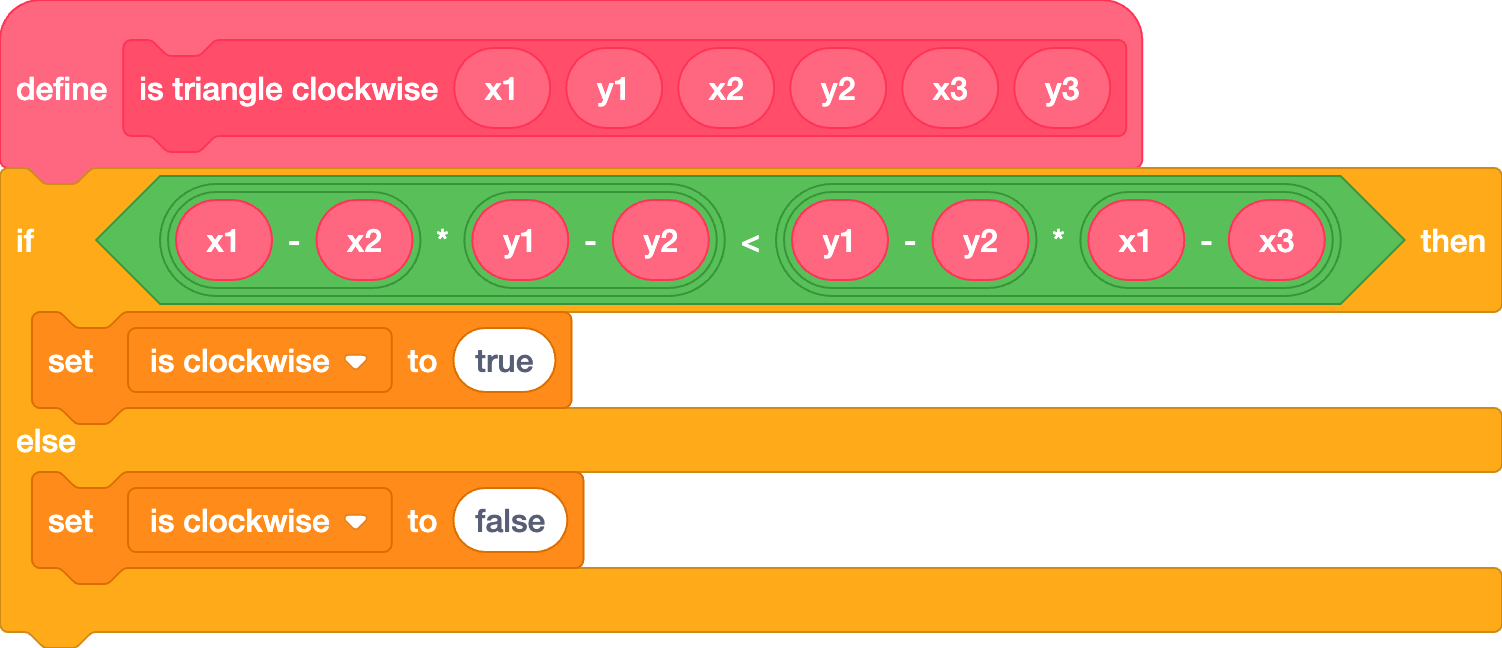 define is triangle clockwise x1 y1 x2 y2 x3 y3
if x1 - x2 * y1 - y2 < y1 - y2 * x1 - x3 then
set is clockwise to true
else
set is clockwise to false